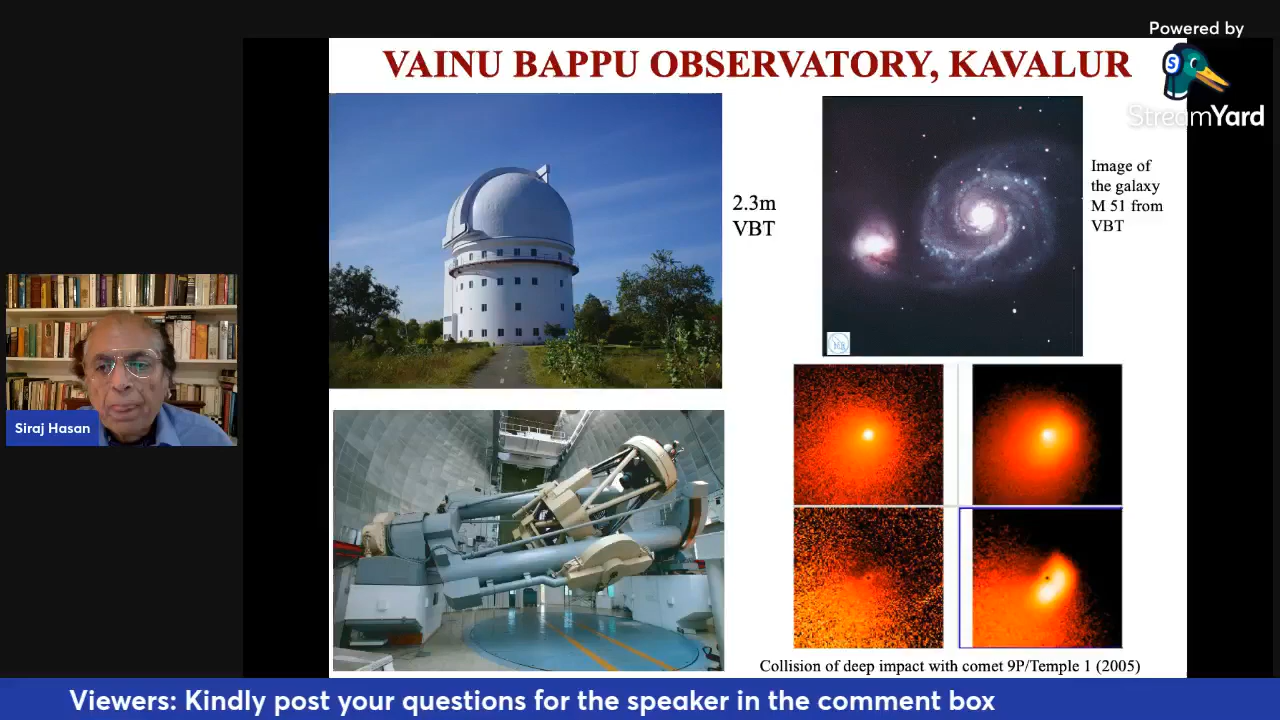 Powered by
StreamYard
VAINU BAPPU OBSERVATORY, KAVALUR
2.3m
VBT
Image of
the galaxy
M 51 from
VBT
Siraj Hasan
Collision of deep impact with comet 9P/Temple 1 (2005)
Viewers: Kindly post your questions for the speaker in the comment box